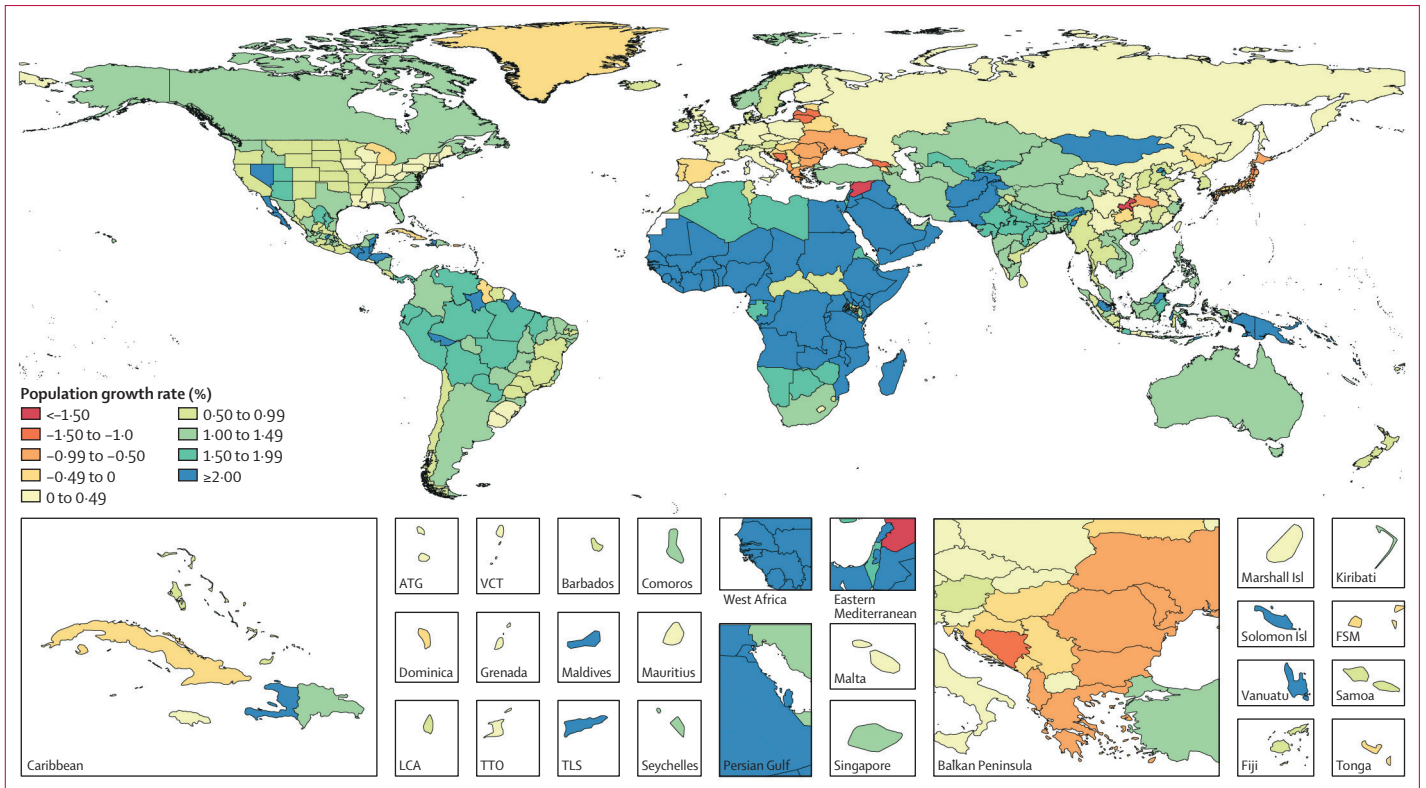 Population growth rate (%)
<–1·50
–1·50 to –1·0
–0·99 to –0·50
–0·49 to 0
0 to 0·49
0·50 to 0·99
1·00 to 1·49
1·50 to 1·99
≥2·00
Caribbean
ATG
VCT
Barbados
Comoros
Dominica
Grenada
Maldives
Mauritius
LCA
TTO
TLS
Seychelles
West Africa
Eastern
Mediterranean
Persian Gulf
Malta
Singapore
Balkan Peninsula
Marshall Isl
Kiribati
Solomon Isl
FSM
Vanuatu
Samoa
Fiji
Tonga